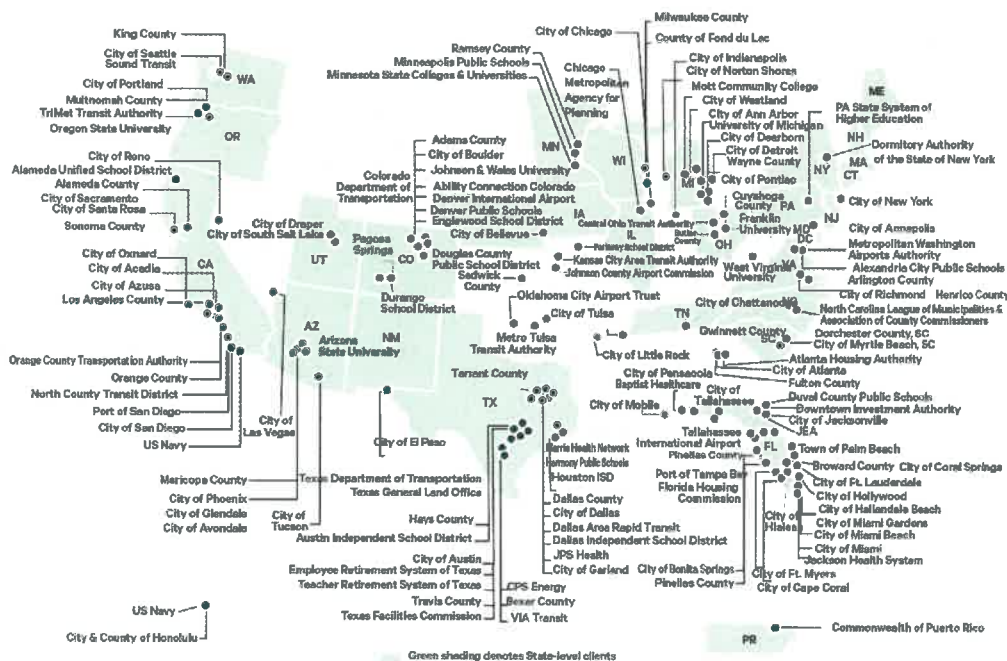 King County
City of Seattle
Sound Transit
WA
City of Portland
Multnomah County
TriMet Transit Authority
Oregon State University
OR
City of Reno
Alameda Unified School District
Alameda County
City of Sacramento
City of Santa Rosa
Sonoma County
City of Oxnard
CA
City of Acadia
City of Azusa
Los Angeles County
Orange County Transportation Authority
Orange County
North County Transit District
Port of San Diego
City of San Diego
US Navy
City of Draper
City of South Salt Lake
UT
AZ
Arizona
State University
City of
Las Vegas
Maricopa County
City of Phoenix
City of Glendale
City of Avondale
City of
Tucson
Colorado
Department of
Transportation
Adams County
City of Boulder
Johnson & Wales University
Ability Connection Colorado
Denver International Airport
Denver Public Schools
Englewood School District
Pagosa
Springs
CO
Douglas County
Public School District
Durango
School District
NM
City of El Paso
Ramsey County
Minneapolis Public Schools
Minnesota State Colleges & Universities
MN
City of Bellevue
IA
Sedwick
County
Kansas City Area Transit Authority
Johnson County Airport Commission
Parkway School District
Oklahoma City Airport Trust
City of Tulsa
Metro Tulsa
Transit Authority
City of Little Rock
City of Chicago
Chicago
Metropolitan
Agency for
Planning
Milwaukee County
County of Fond du Lac
WI
IL
City of Indianapolis
City of Norton Shores
Mott Community College
City of Westland
City of Ann Arbor
University of Michigan
City of Dearborn
City of Detroit
Wayne County
City of Pontiac
MI
Central Ohio Transit Authority
Butler
County
Cuyahoga
County
Franklin
University
OH
ME
PA State System of
Higher Education
NH
Dormitory Authority
of the State of New York
MA
CT
NY
PA
City of New York
NJ
MD
DC
City of Annapolis
Metropolitan Washington
Airports Authority
Alexandria City Public Schools
Arlington County
VA
West Virginia
University
City of Richmond
Henrico County
City of Chattanooga
NC
North Carolina League of Municipalities &
Association of County Commissioners
TN
Gwinnett County
SC
Dorchester County, SC
City of Myrtle Beach, SC
Atlanta Housing Authority
City of Atlanta
Fulton County
City of Pensacola
Baptist Healthcare
City of Mobile
City of
Tallahassee
Duval County Public Schools
Downtown Investment Authority
City of Jacksonville
JEA
Tallahassee
International Airport
FL
Pinellas County
Port of Tampa Bay
Florida Housing
Commission
Town of Palm Beach
Broward County
City of Coral Springs
City of Ft. Lauderdale
City of Hollywood
City of Hallandale Beach
City of Miami Gardens
City of Miami Beach
City of Miami
Jackson Health System
City of
Hialeah
City of Bonita Springs
Pinellas County
City of Ft. Myers
City of Cape Coral
Tarrant County
TX
Harris Health Network
Harmony Public Schools
Houston ISD
Texas Department of Transportation
Texas General Land Office
Dallas County
City of Dallas
Dallas Area Rapid Transit
Dallas Independent School District
JPS Health
City of Garland
Hays County
Austin Independent School District
City of Austin
Employee Retirement System of Texas
Teacher Retirement System of Texas
Travis County
Texas Facilities Commission
CPS Energy
Bexar County
VIA Transit
US Navy
City & County of Honolulu
Commonwealth of Puerto Rico
PR
Green shading denotes State-level clients